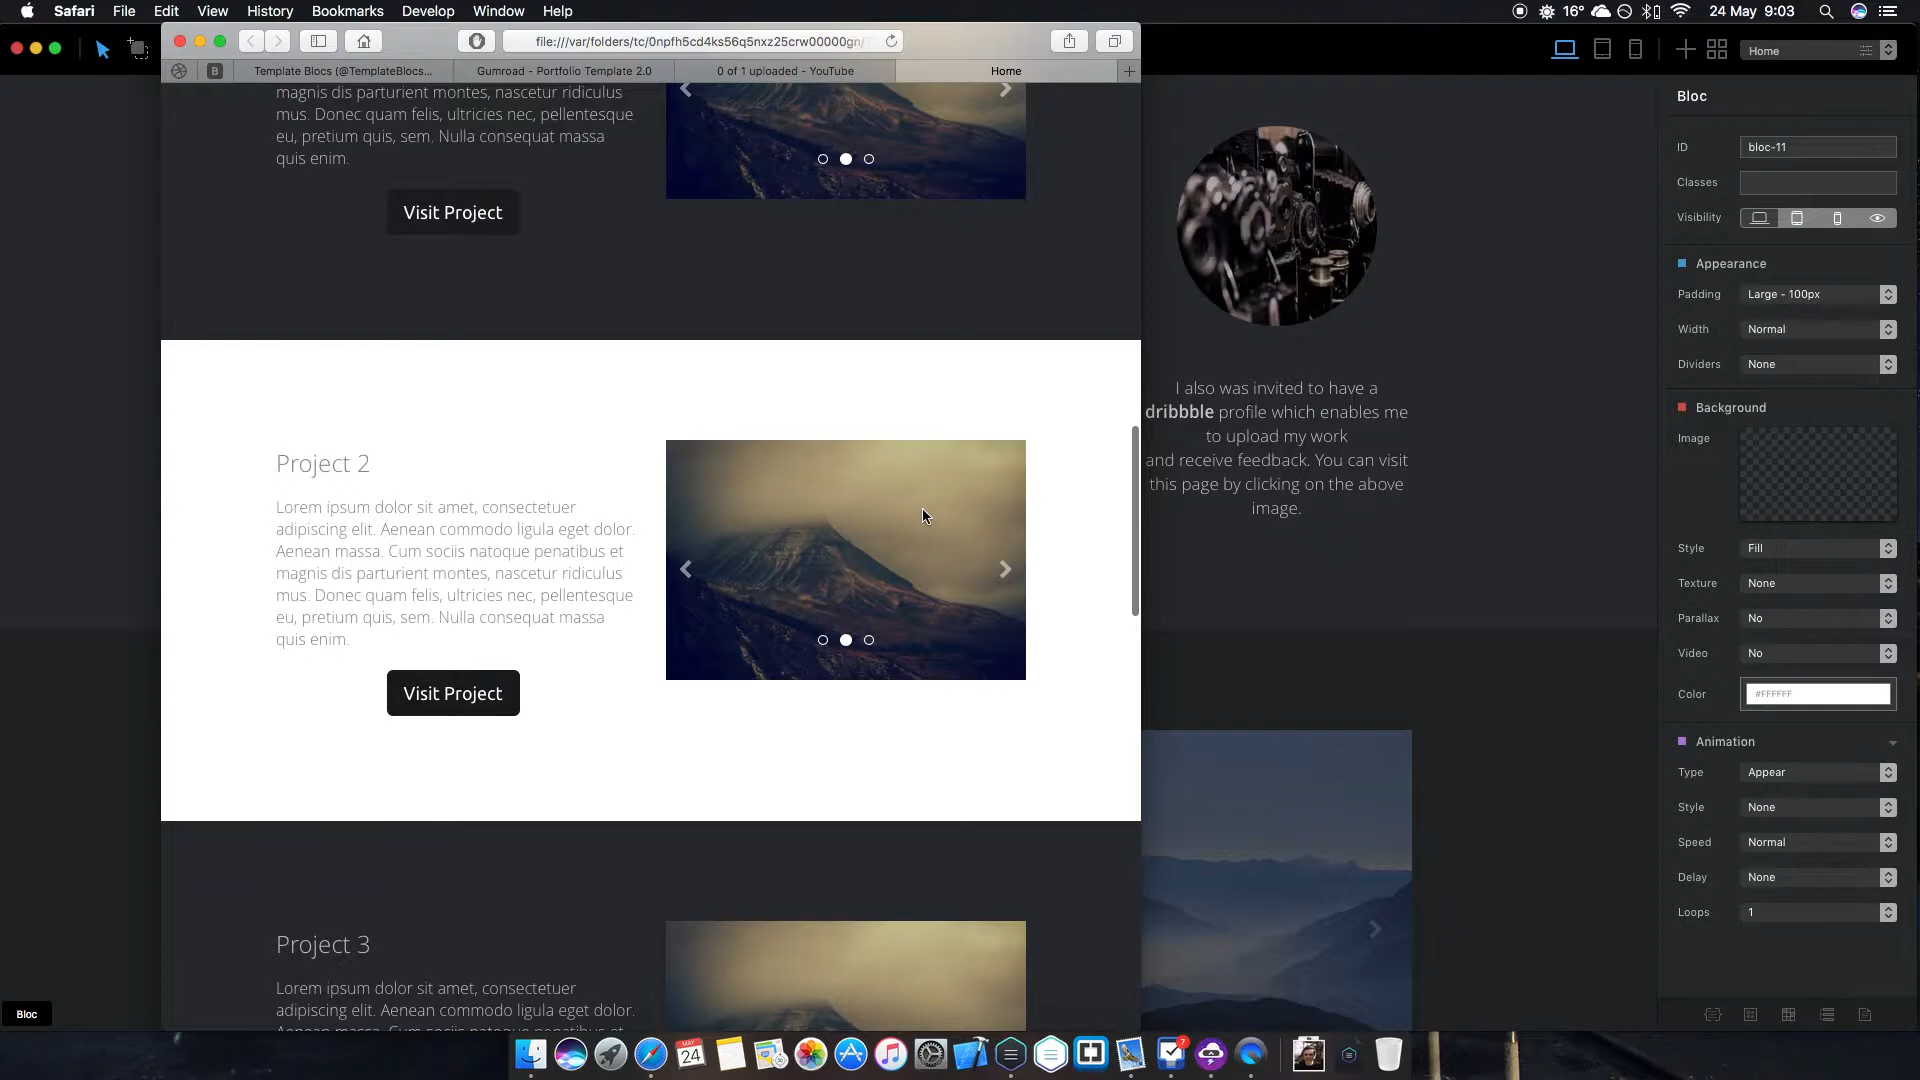 Safari File Edit View History Bookmarks Develop Window Help
16° 24 May 9:03
file:///var/folders/tc/0npfh5cd4ks56q5nxz25crw00000gn/
Home
B Template Blocs (@TemplateBlocs... Gumroad - Portfolio Template 2.0 0 of 1 uploaded - YouTube Home
magnis dis parturient montes, nascetur ridiculus
mus. Donec quam felis, ultricies nec, pellentesque
eu, pretium quis, sem. Nulla consequat massa
quis enim.
Visit Project
Project 2
Lorem ipsum dolor sit amet, consectetuer
adipiscing elit. Aenean commodo ligula eget dolor.
Aenean massa. Cum sociis natoque penatibus et
magnis dis parturient montes, nascetur ridiculus
mus. Donec quam felis, ultricies nec, pellentesque
eu, pretium quis, sem. Nulla consequat massa
quis enim.
Visit Project
Project 3
Lorem ipsum dolor sit amet, consectetuer
adipiscing elit. Aenean commodo ligula eget dolor.
I also was invited to have a
dribbble profile which enables me
to upload my work
and receive feedback. You can visit
this page by clicking on the above
image.
Bloc
ID bloc-11
Classes
Visibility
Appearance
Padding Large - 100px
Width Normal
Dividers None
Background
Image
Style Fill
Texture None
Parallax No
Video No
Color #FFFFFF
Animation
Type Appear
Style None
Speed Normal
Delay None
Loops 1
Bloc
MAY
24
7